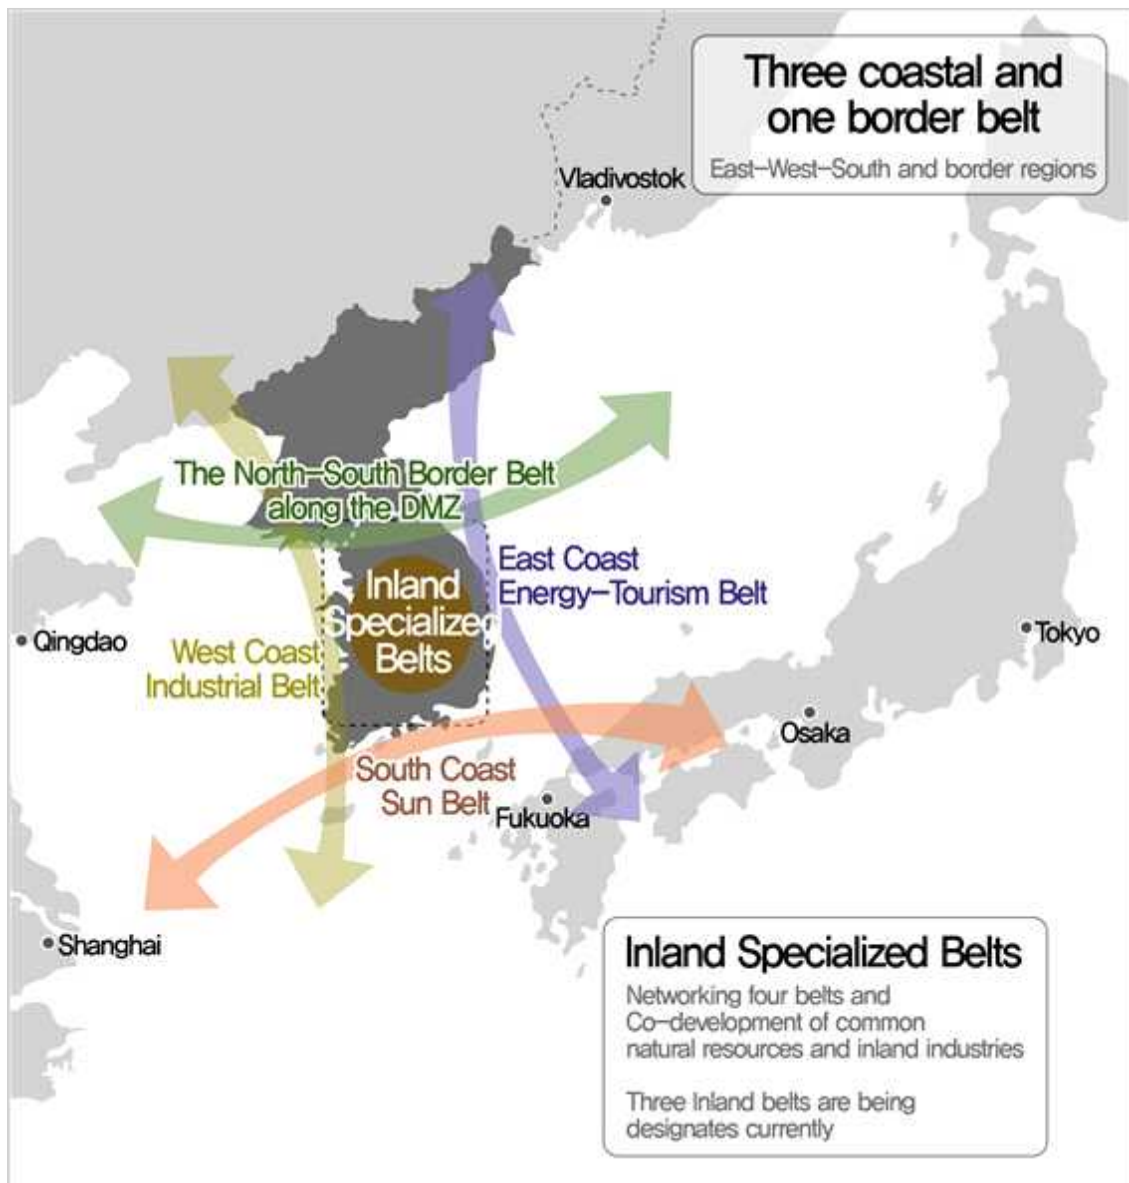 Three coastal and
one border belt
East-West-South and border regions
Vladivostok
The North-South Border Belt
along the DMZ
East Coast
Energy-Tourism Belt
Inland
Specialized
Belts
Qingdao
West Coast
Industrial Belt
Tokyo
Osaka
South Coast
Sun Belt
Fukuoka
Shanghai
Inland Specialized Belts
Networking four belts and
Co-development of common
natural resources and inland industries
Three Inland belts are being
designates currently